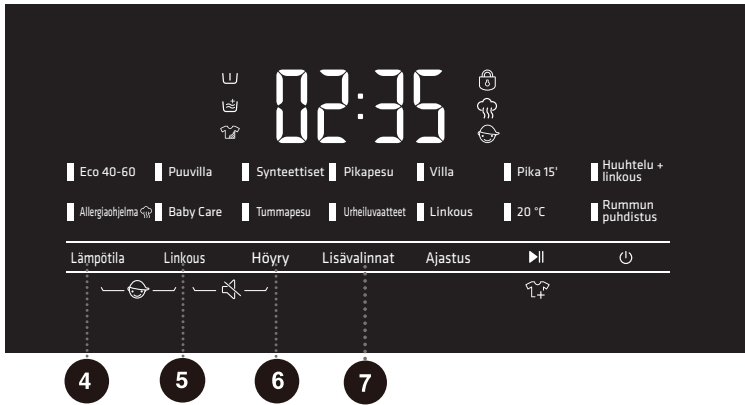 02:35
Eco 40-60 Puuvilla Synteettiset Pikapesu Villa Pika 15' Huuhtelu +
linkous
Allergiaohjelma Baby Care Tummapesu Urheiluvaatteet Linkous 20 °C Rummun
puhdistus
Lämpötila Linkous Höyry Lisävalinnat Ajastus
4 5 6 7